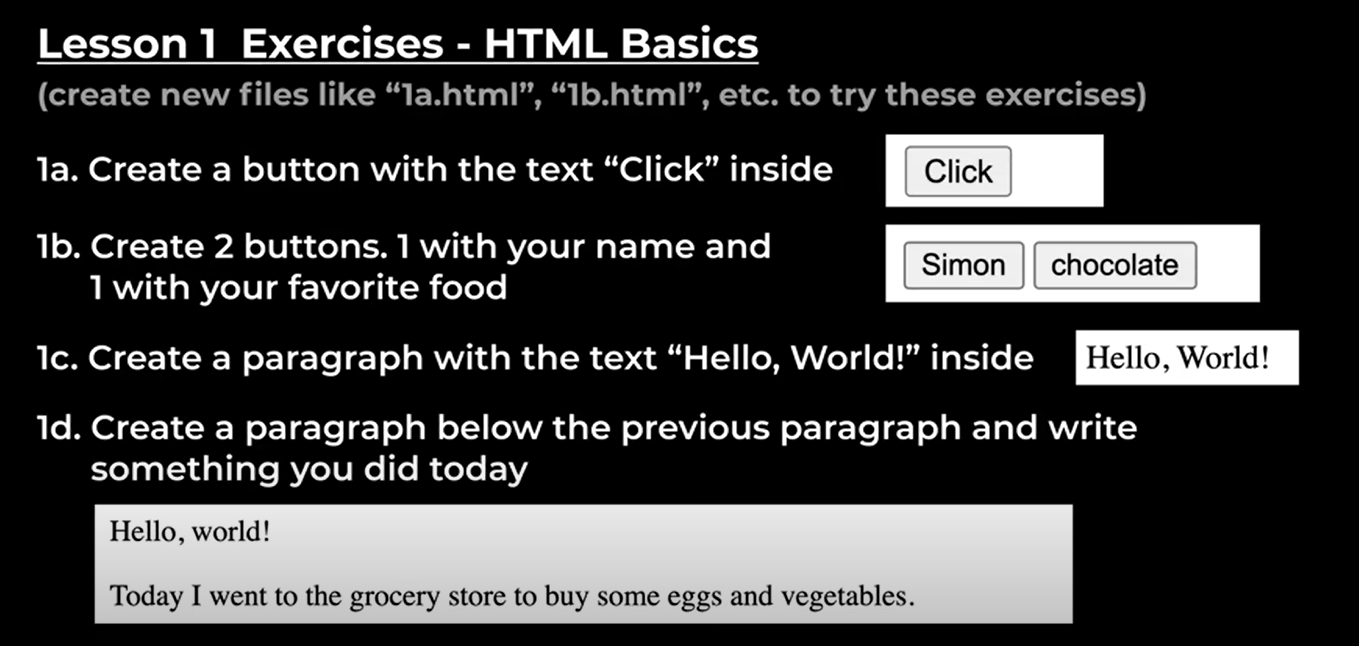 Lesson 1  Exercises - HTML Basics
(create new files like “1a.html”, “1b.html”, etc. to try these exercises)
1a. Create a button with the text “Click” inside
Click
1b. Create 2 buttons. 1 with your name and
1 with your favorite food
Simon chocolate
1c. Create a paragraph with the text “Hello, World!” inside
Hello, World!
1d. Create a paragraph below the previous paragraph and write
something you did today
Hello, world!
Today I went to the grocery store to buy some eggs and vegetables.